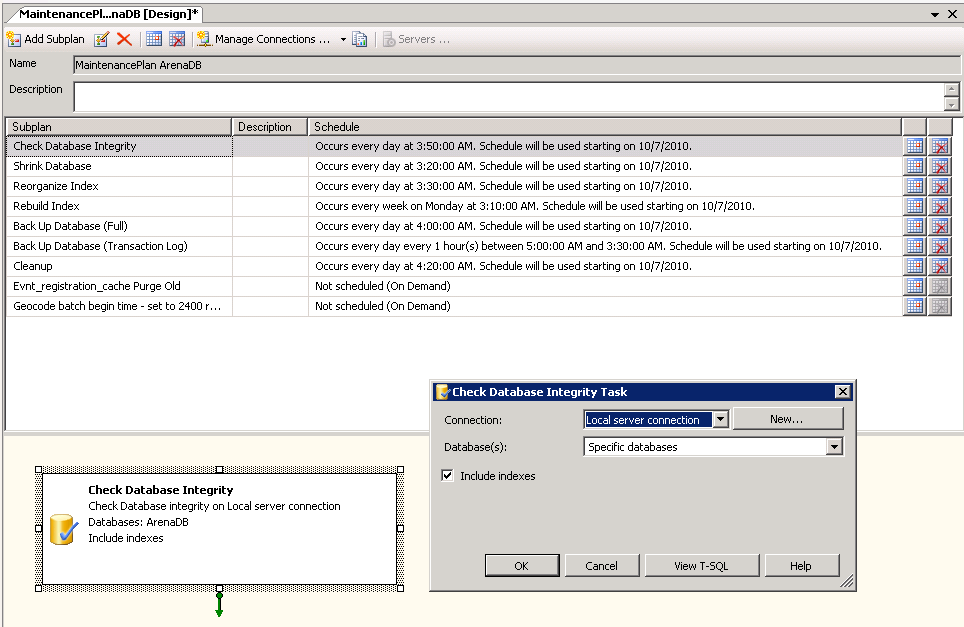 MaintenancePl...naDB [Design]*
Add Subplan Manage Connections ... Servers ...
Name MaintenancePlan ArenaDB
Description
Subplan Description Schedule
Check Database Integrity Occurs every day at 3:50:00 AM. Schedule will be used starting on 10/7/2010.
Shrink Database Occurs every day at 3:20:00 AM. Schedule will be used starting on 10/7/2010.
Reorganize Index Occurs every day at 3:30:00 AM. Schedule will be used starting on 10/7/2010.
Rebuild Index Occurs every week on Monday at 3:10:00 AM. Schedule will be used starting on 10/7/2010.
Back Up Database (Full) Occurs every day at 4:00:00 AM. Schedule will be used starting on 10/7/2010.
Back Up Database (Transaction Log) Occurs every day every 1 hour(s) between 5:00:00 AM and 3:30:00 AM. Schedule will be used starting on 10/7/2010.
Cleanup Occurs every day at 4:20:00 AM. Schedule will be used starting on 10/7/2010.
Evnt_registration_cache Purge Old Not scheduled (On Demand)
Geocode batch begin time - set to 2400 r... Not scheduled (On Demand)
Check Database Integrity Task
Connection: Local server connection New...
Database(s): Specific databases
Include indexes
OK Cancel View T-SQL Help
Check Database Integrity
Check Database integrity on Local server connection
Databases: ArenaDB
Include indexes